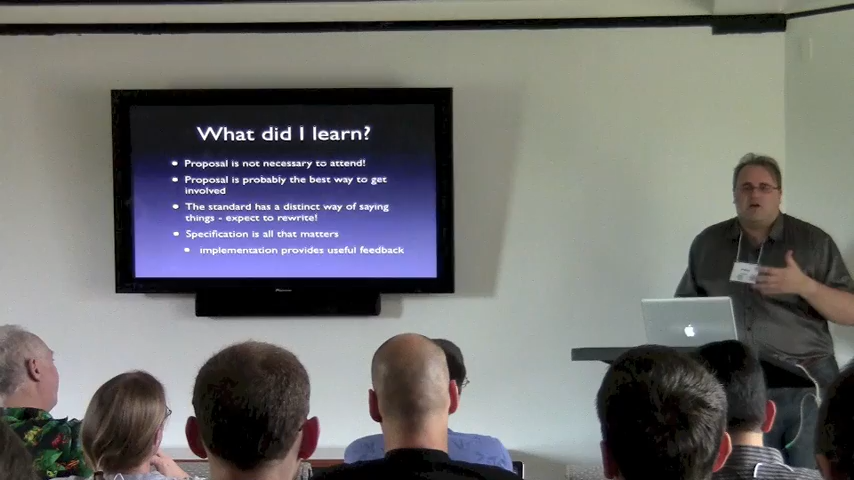 What did I learn?
Proposal is not necessary to attend!
Proposal is probably the best way to get
involved
The standard has a distinct way of saying
things - expect to rewrite!
Specification is all that matters
implementation provides useful feedback